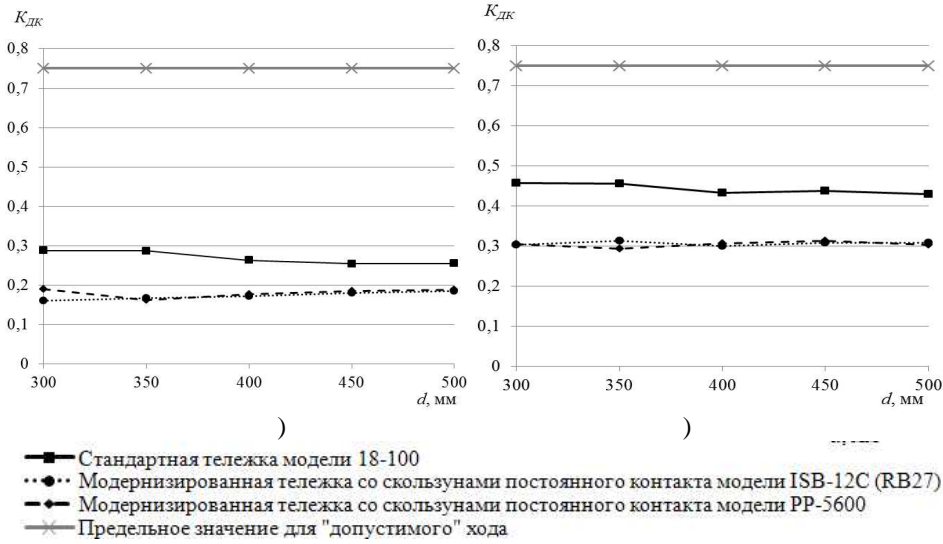 K_ДК
0,8
0,7
0,6
0,5
0,4
0,3
0,2
0,1
0
300 350 400 450 500
d, мм
)
K_ДК
0,8
0,7
0,6
0,5
0,4
0,3
0,2
0,1
0
300 350 400 450 500
d, мм
)
Стандартная тележка модели 18-100
Модернизированная тележка со скользунами постоянного контакта модели ISB-12C (RB27)
Модернизированная тележка со скользунами постоянного контакта модели PP-5600
Предельное значение для "допустимого" хода